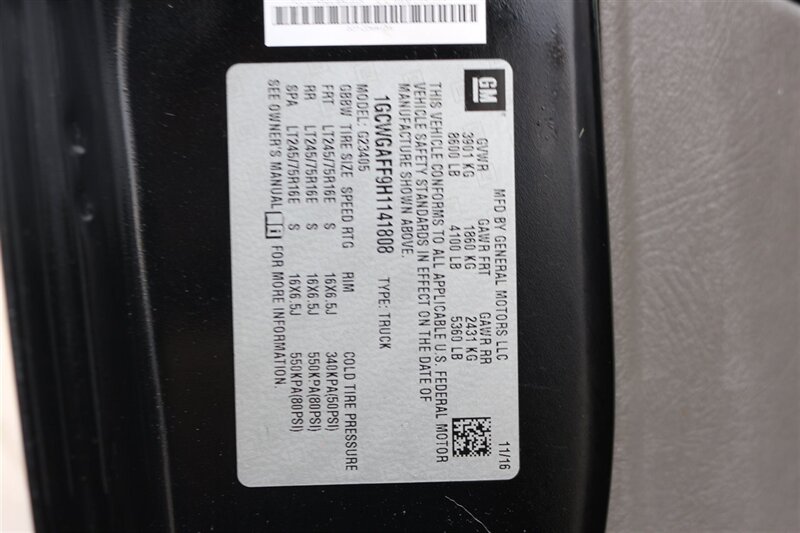 GM
MFD BY GENERAL MOTORS LLC 11/16
GVWR GAWR FRT GAWR RR
3901 KG 1860 KG 2431 KG
8600 LB 4100 LB 5360 LB
THIS VEHICLE CONFORMS TO ALL APPLICABLE U.S. FEDERAL MOTOR
VEHICLE SAFETY STANDARDS IN EFFECT ON THE DATE OF
MANUFACTURE SHOWN ABOVE.
1GCWGAFF9H1141808 TYPE: TRUCK
MODEL: G23405
GBBW TIRE SIZE SPEED RTG RIM COLD TIRE PRESSURE
FRT LT245/75R16E S 16X6.5J 340KPA(50PSI)
RR LT245/75R16E S 16X6.5J 550KPA(80PSI)
SPA LT245/75R16E S 16X6.5J 550KPA(80PSI)
SEE OWNER'S MANUAL FOR MORE INFORMATION.